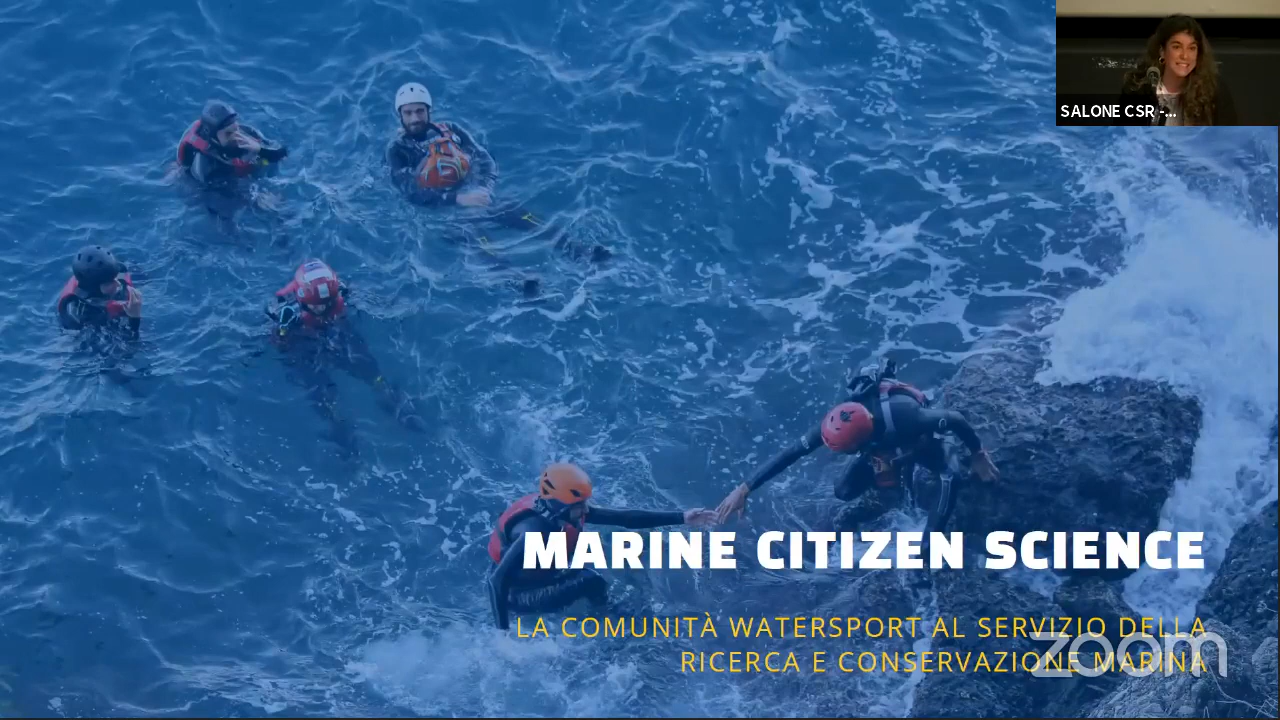 SALONE CSR -...
MARINE CITIZEN SCIENCE
LA COMUNITÀ WATERSPORT AL SERVIZIO DELLA
RICERCA E CONSERVAZIONE MARINA
zoom